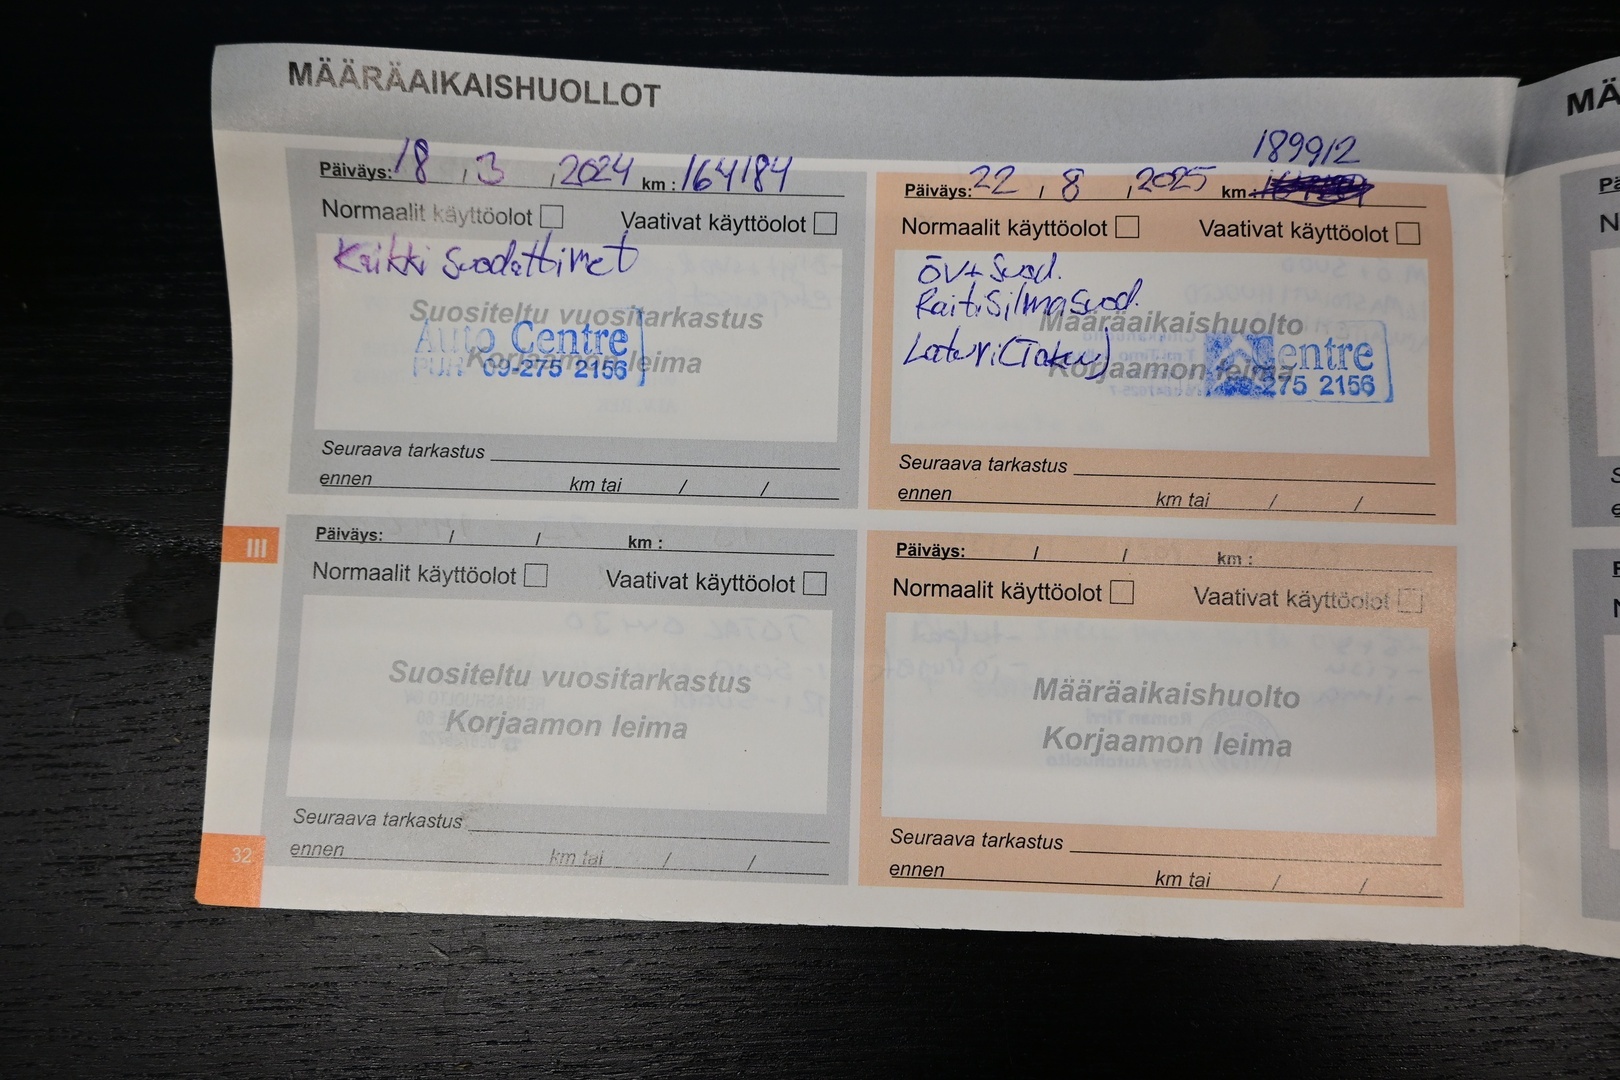 MÄÄRÄAIKAISHUOLLOT
Päiväys: 18 , 3 , 2024 km : 164184
Normaalit käyttöolot Vaativat käyttöolot
Kaikki suodattimet
Suositeltu vuositarkastus
Auto Centre
Korjaamon leima
PUH 09-275 2156
Seuraava tarkastus
ennen km tai / /
189912
Päiväys: 22 , 8 , 2025 km :
Normaalit käyttöolot Vaativat käyttöolot
ÖV+Suod.
Raitisilmasuod.
Määräaikaishuolto
Laturi(Taku)
Centre
Korjaamon leima
275 2156
Seuraava tarkastus
ennen km tai / /
III
Päiväys: / / km :
Normaalit käyttöolot Vaativat käyttöolot
Suositeltu vuositarkastus
Korjaamon leima
Seuraava tarkastus
ennen km tai / /
32
Päiväys: / / km :
Normaalit käyttöolot Vaativat käyttöolot
Määräaikaishuolto
Korjaamon leima
Seuraava tarkastus
ennen km tai / /
MÄ